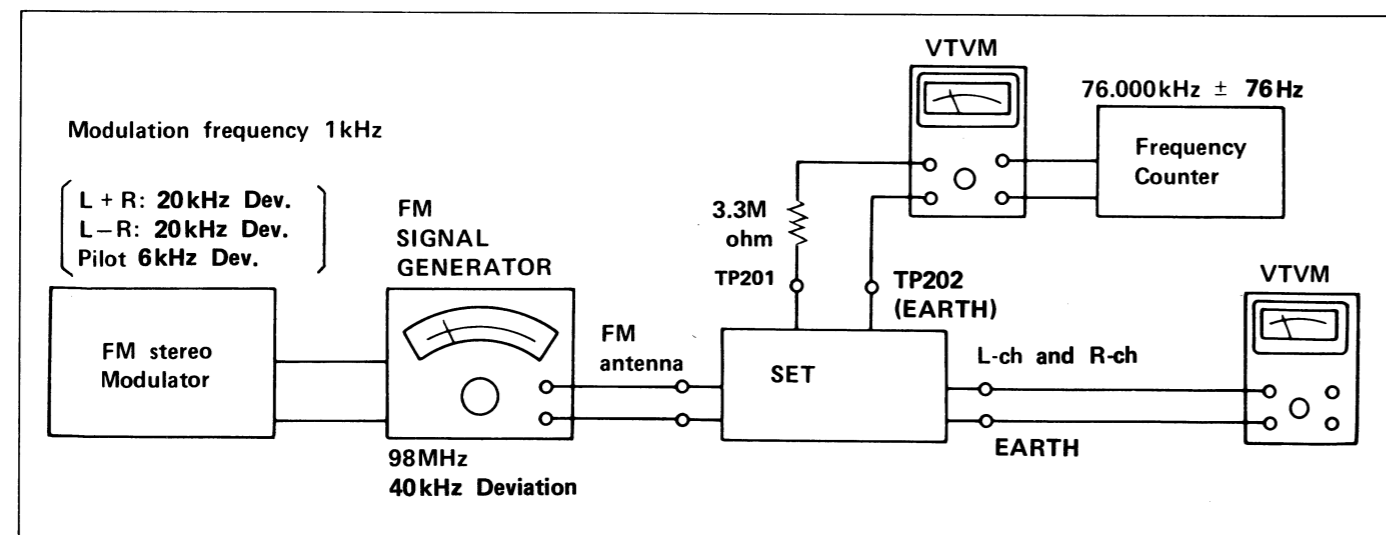 Modulation frequency 1kHz
L + R: 20kHz Dev.
L−R: 20kHz Dev.
Pilot 6kHz Dev.
FM stereo
Modulator
FM
SIGNAL
GENERATOR
98MHz
40kHz Deviation
FM
antenna
SET
3.3M
ohm
TP201
TP202
(EARTH)
VTVM
76.000kHz ± 76Hz
Frequency
Counter
L-ch and R-ch
EARTH
VTVM